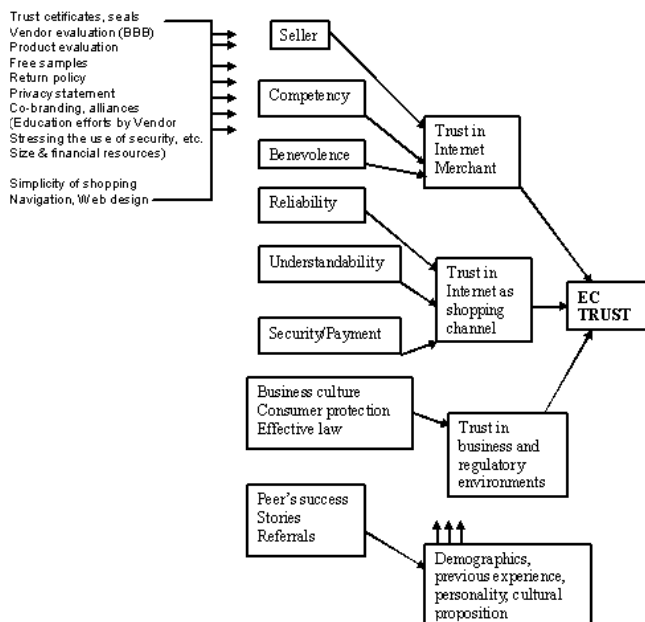 Trust cetificates, seals
Vendor evaluation (BBB)
Product evaluation
Free samples
Return policy
Privacy statement
Co-branding, alliances
(Education efforts by Vendor
Stressing the use of security, etc.
Size & financial resources)
Simplicity of shopping
Navigation, Web design
Seller
Competency
Benevolence
Reliability
Understandability
Security/Payment
Trust in
Internet
Merchant
Trust in
Internet as
shopping
channel
EC
TRUST
Business culture
Consumer protection
Effective law
Trust in
business and
regulatory
environments
Peer's success
Stories
Referrals
Demographics,
previous experience,
personality, cultural
proposition